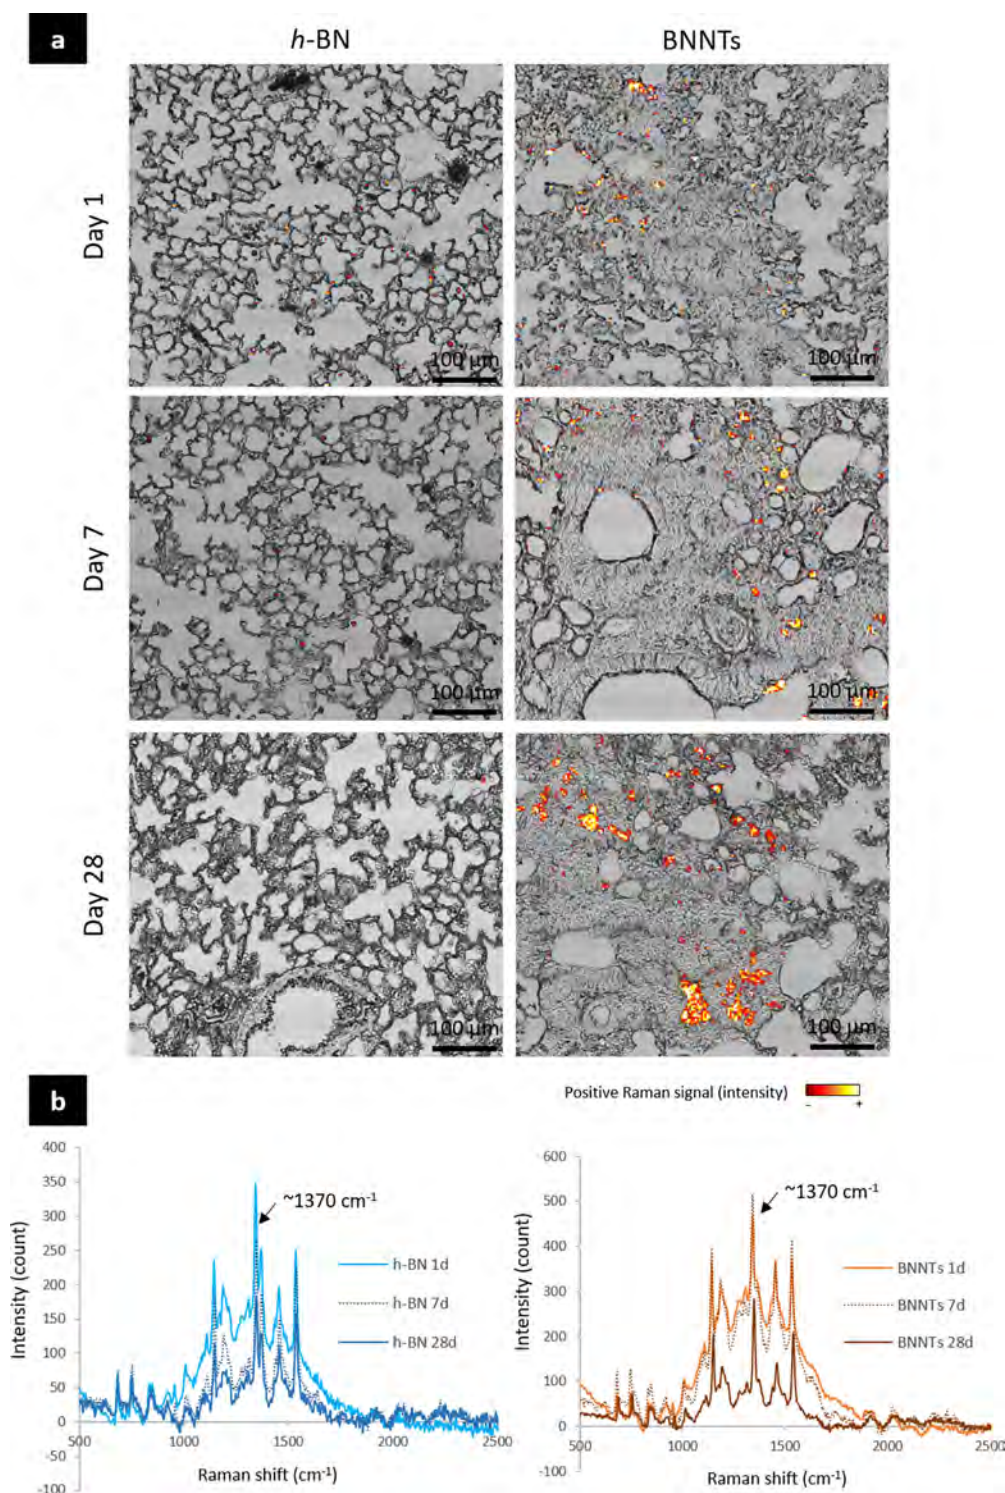 a
h-BN
BNNTs
Day 1
100 µm
100 µm
Day 7
100 µm
100 µm
Day 28
100 µm
100 µm
Positive Raman signal (intensity)
- +
b
400
350
300
250
200
150
100
50
0
-50
-100
500 1000 1500 2000 2500
Intensity (count)
Raman shift (cm-1)
~1370 cm-1
h-BN 1d
h-BN 7d
h-BN 28d
600
500
400
300
200
100
0
-100
500 1000 1500 2000 2500
Intensity (count)
Raman shift (cm-1)
~1370 cm-1
BNNTs 1d
BNNTs 7d
BNNTs 28d